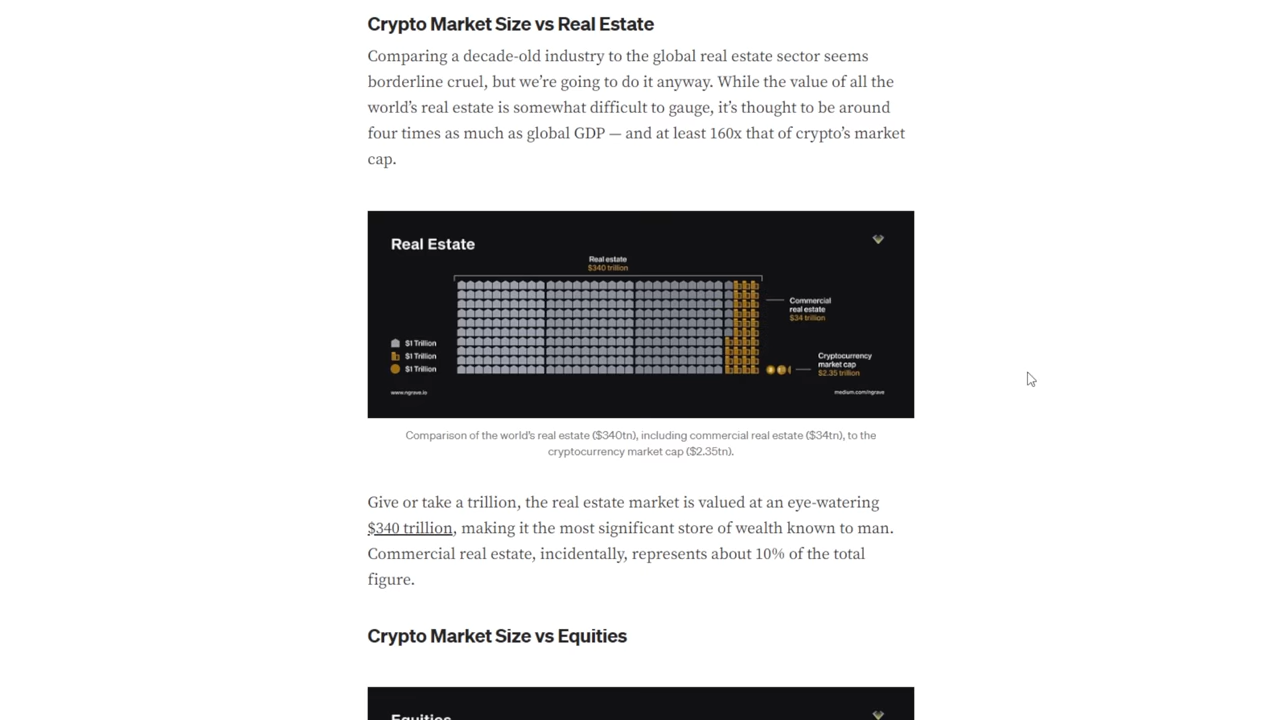 Crypto Market Size vs Real Estate
Comparing a decade-old industry to the global real estate sector seems
borderline cruel, but we’re going to do it anyway. While the value of all the
world’s real estate is somewhat difficult to gauge, it’s thought to be around
four times as much as global GDP — and at least 160x that of crypto’s market
cap.
Real Estate
Real estate
$340 trillion
Commercial
real estate
$34 trillion
$1 Trillion
$1 Trillion
$1 Trillion
Cryptocurrency
market cap
$2.35 trillion
www.ngrave.io
medium.com/ngrave
Comparison of the world’s real estate ($340tn), including commercial real estate ($34tn), to the
cryptocurrency market cap ($2.35tn).
Give or take a trillion, the real estate market is valued at an eye-watering
$340 trillion, making it the most significant store of wealth known to man.
Commercial real estate, incidentally, represents about 10% of the total
figure.
Crypto Market Size vs Equities
Equities